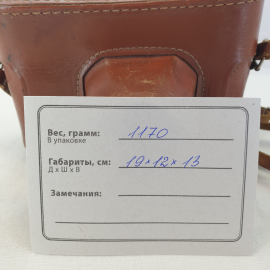 Вес, грамм: 1170
В упаковке
Габариты, см: 19×12×13
Д х Ш х В
Замечания: